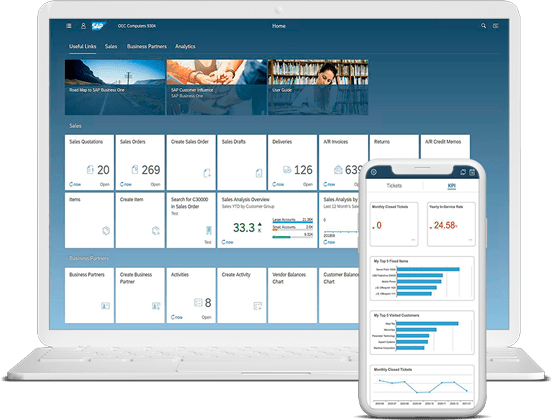 SAP OEC Computers 9304 Home
Useful Links Sales Business Partners Analytics
Road Map to SAP Business One
SAP Customer Influence
SAP Business One
User Guide
Sales
Sales Quotations
20
now Open
Sales Orders
269
now Open
Create Sales Order
Sales Drafts
Deliveries
126
now Open
A/R Invoices
639
now
Returns
A/R Credit Memos
Items
Create Item
Search for C30000
in Sales Order
Test
Sales Analysis Overview
Sales YTD by Customer Group
33.3
K
Large Accounts
Small Accounts
now
Sales Analysis by
Last 12 Month's Sales
0
now
Business Partners
Business Partners
Create Business
Partner
Activities
8
now Open
Create Activity
Vendor Balances
Chart
Customer Balances
Chart
Tickets KPI
Monthly Closed Tickets
0
Yearly In-Service Rate
24.58
My Top 5 Fixed Items
My Top 5 Visited Customers
Monthly Closed Tickets